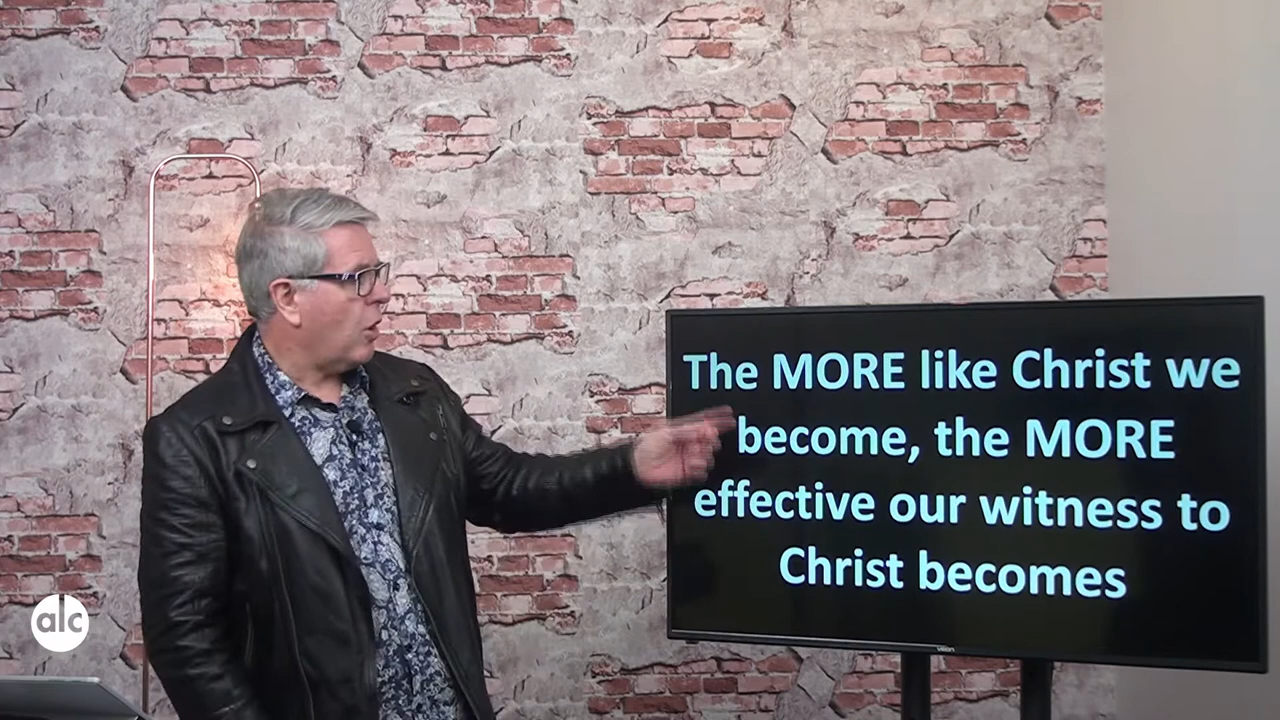 The MORE like Christ we
become, the MORE
effective our witness to
Christ becomes
alc